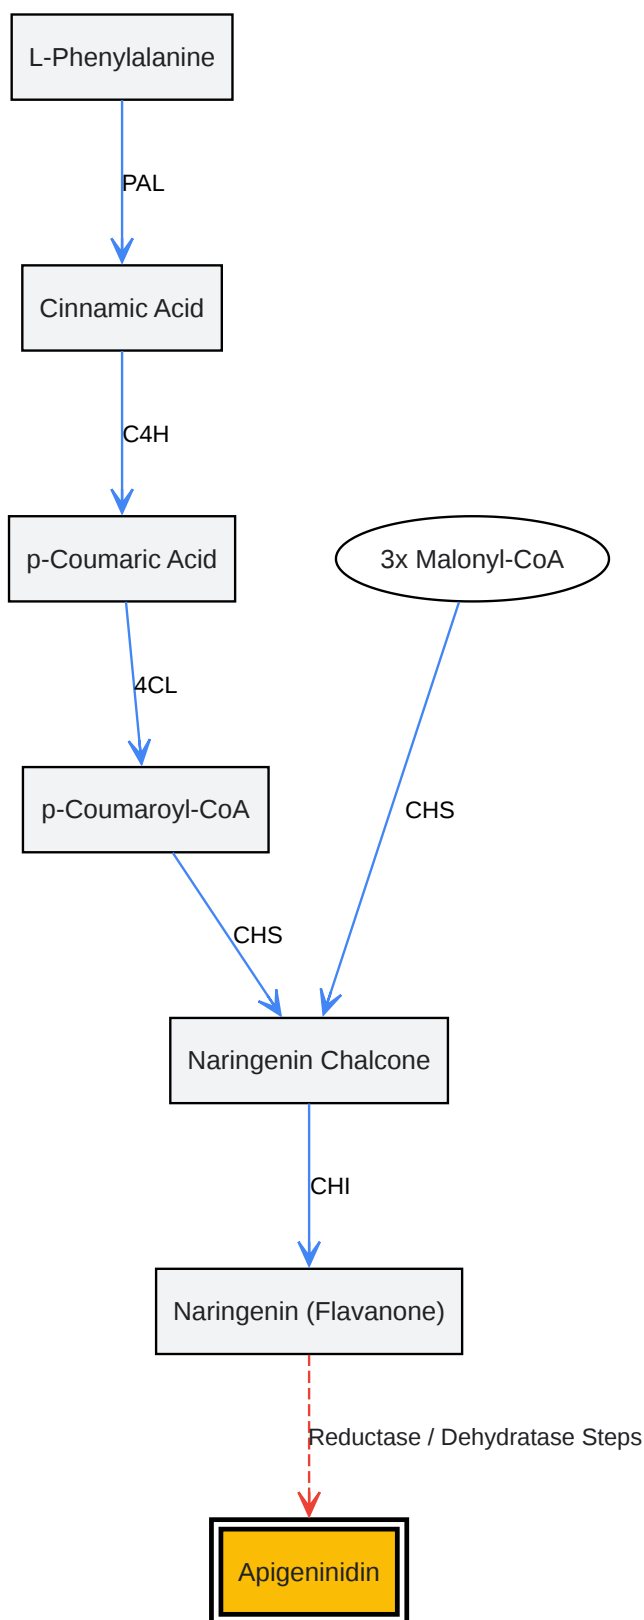 L-Phenylalanine
PAL
Cinnamic Acid
C4H
p-Coumaric Acid
3x Malonyl-CoA
4CL
p-Coumaroyl-CoA
CHS
CHS
Naringenin Chalcone
CHI
Naringenin (Flavanone)
Reductase / Dehydratase Steps
Apigeninidin